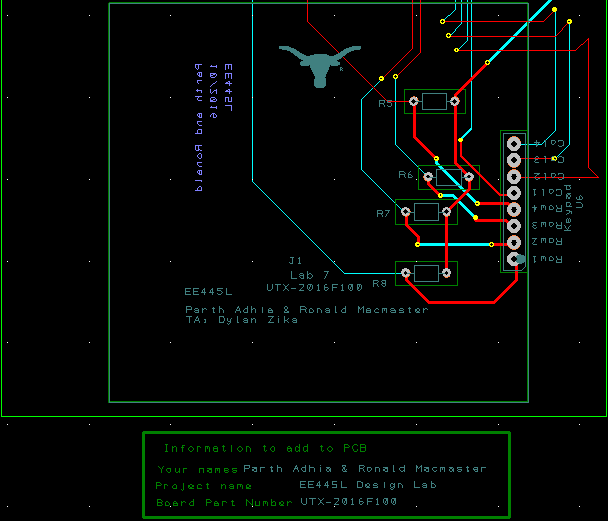 EE445L
10/2016
Parth and Ronald
R
R5
R6
R7
R8
Col4
Col3
Col2
Col1
Row4
Row3
Row2
Row1
Keypad
U6
J1
Lab 7
UTX-2016F100
EE445L
Parth Adhia & Ronald Macmaster
TA: Dylan Zika
Information to add to PCB
Your names Parth Adhia & Ronald Macmaster
Project name EE445L Design Lab
Board Part Number UTX-2016F100